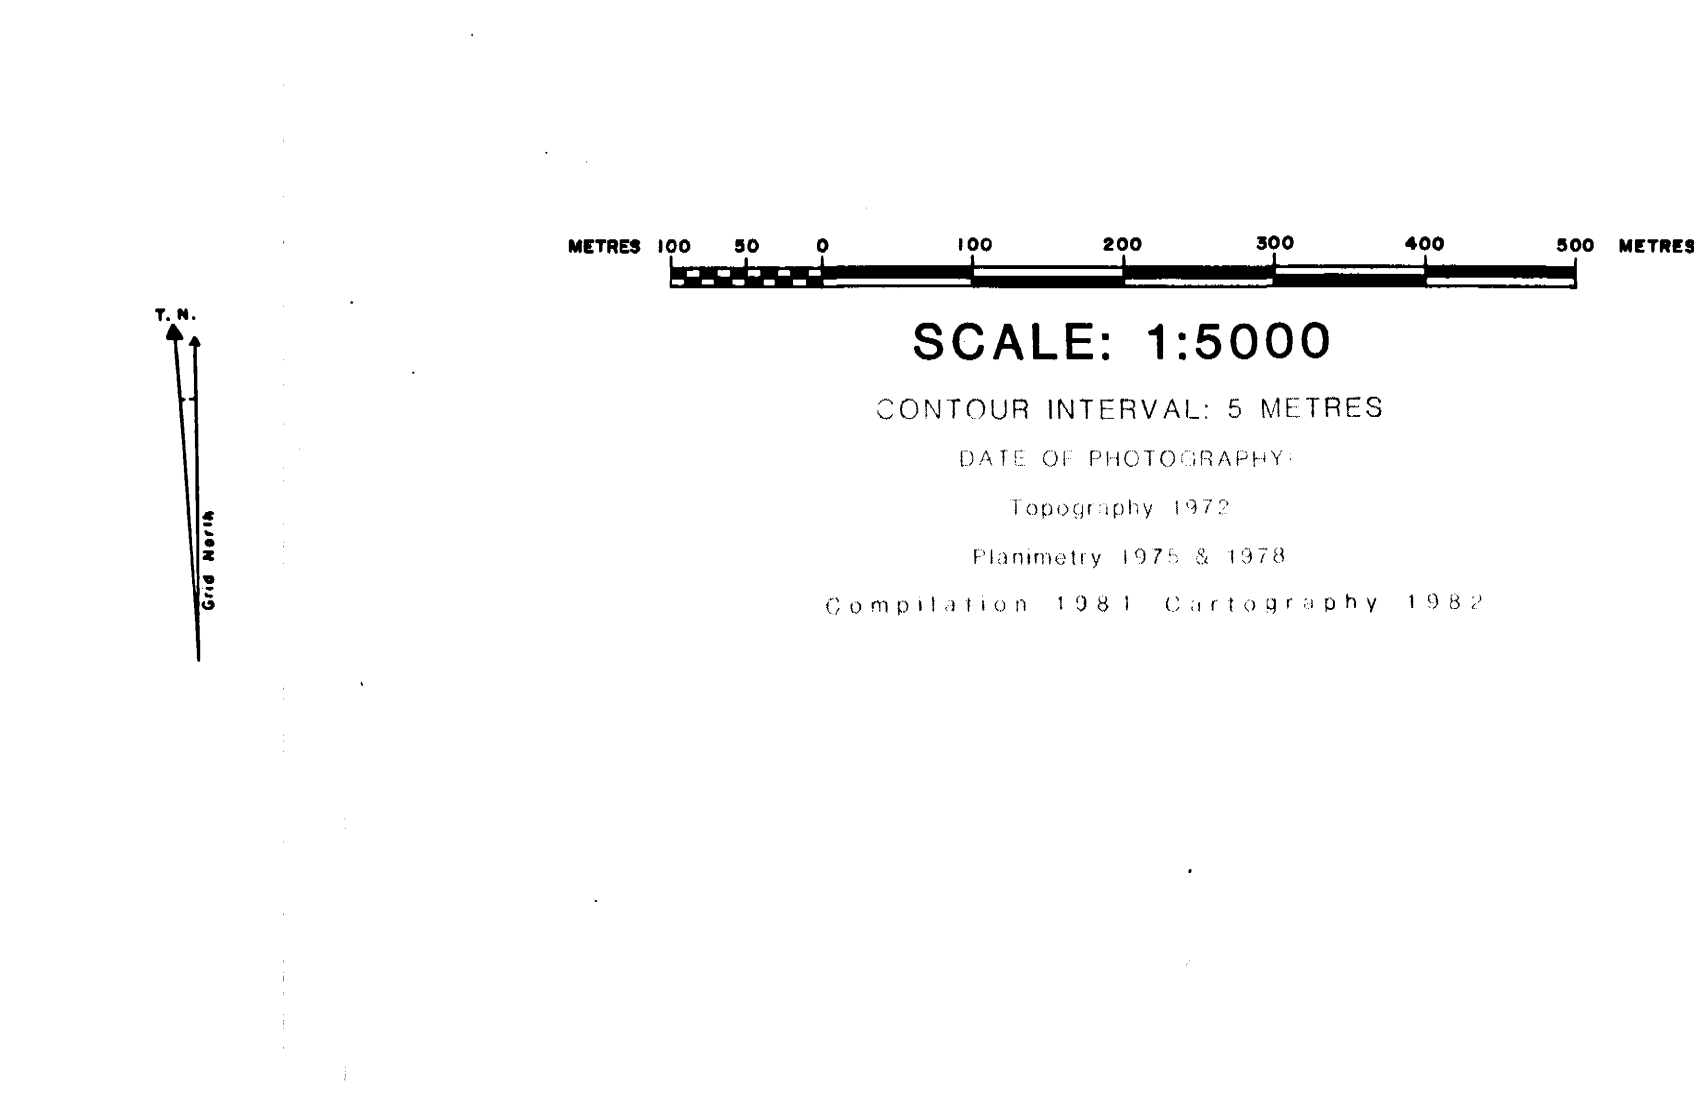 METRES 100 50 0 100 200 300 400 500 METRES
T. N.
Grid North
SCALE: 1:5000
CONTOUR INTERVAL: 5 METRES
DATE OF PHOTOGRAPHY:
Topography 1972
Planimetry 1975 & 1978
Compilation 1981 Cartography 1982